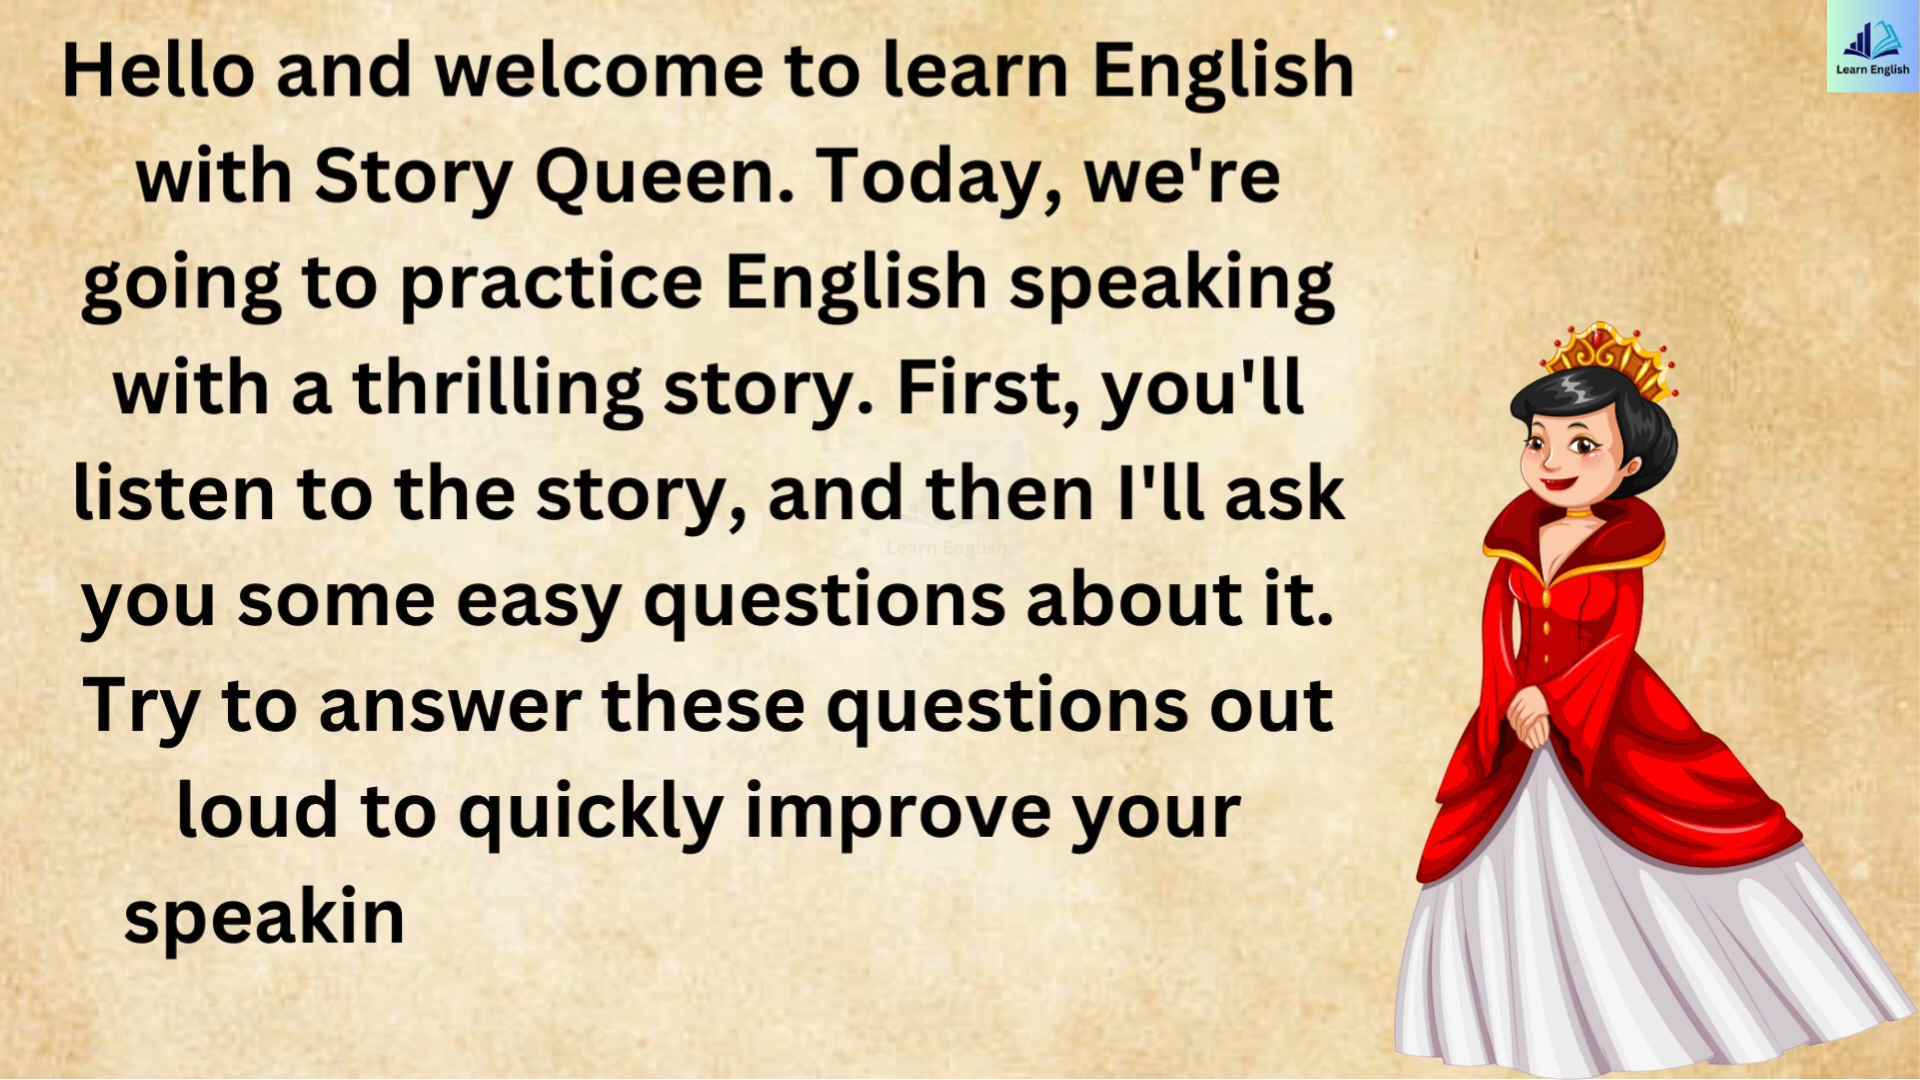 Hello and welcome to learn English
with Story Queen. Today, we're
going to practice English speaking
with a thrilling story. First, you'll
listen to the story, and then I'll ask
you some easy questions about it.
Try to answer these questions out
loud to quickly improve your
speakin
Learn English
Learn English